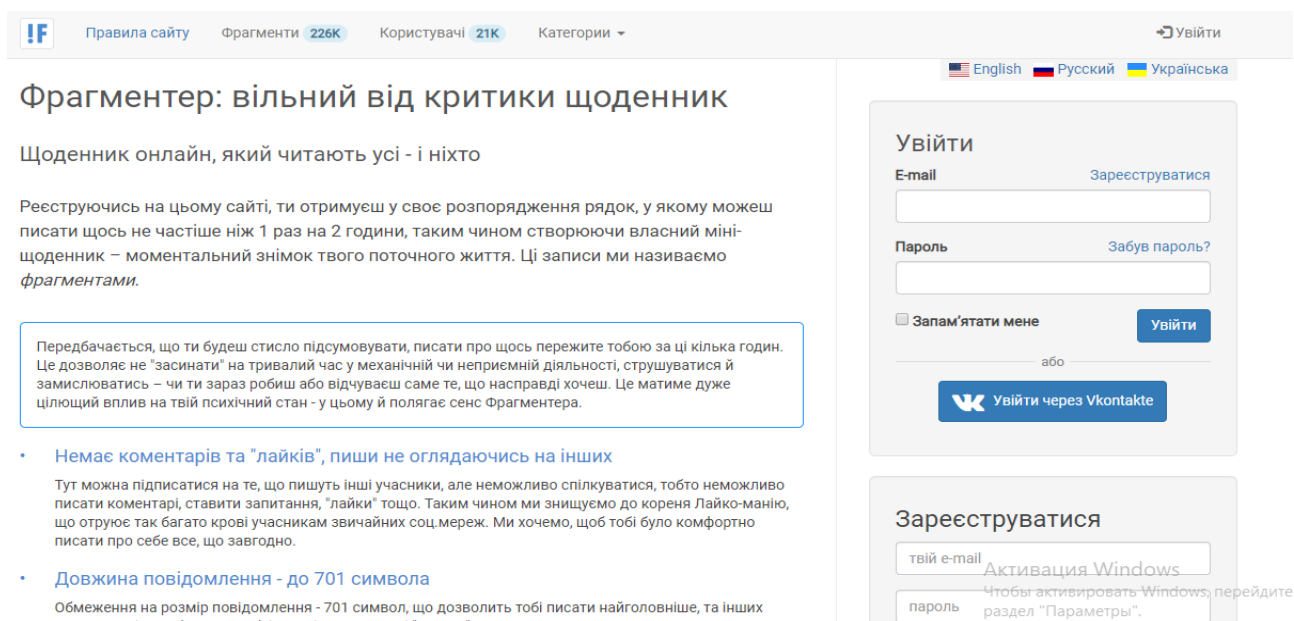 !F Правила сайту Фрагменти 226K Користувачі 21K Категории Увійти
English Русский Українська
Фрагментер: вільний від критики щоденник
Щоденник онлайн, який читають усі - і ніхто
Реєструючись на цьому сайті, ти отримуєш у своє розпорядження рядок, у якому можеш
писати щось не частіше ніж 1 раз на 2 години, таким чином створюючи власний міні-
щоденник – моментальний знімок твого поточного життя. Ці записи ми називаємо
фрагментами.
Передбачається, що ти будеш стисло підсумовувати, писати про щось пережите тобою за ці кілька годин.
Це дозволяє не "засинати" на тривалий час у механічній чи неприємній діяльності, струшуватися й
замислюватись – чи ти зараз робиш або відчуваєш саме те, що насправді хочеш. Це матиме дуже
цілющий вплив на твій психічний стан - у цьому й полягає сенс Фрагментера.
• Немає коментарів та "лайків", пиши не оглядаючись на інших
Тут можна підписатися на те, що пишуть інші учасники, але неможливо спілкуватися, тобто неможливо
писати коментарі, ставити запитання, "лайки" тощо. Таким чином ми знищуємо до кореня Лайко-манію,
що отруює так багато крові учасникам звичайних соц.мереж. Ми хочемо, щоб тобі було комфортно
писати про себе все, що завгодно.
• Довжина повідомлення - до 701 символа
Обмеження на розмір повідомлення - 701 символ, що дозволить тобі писати найголовніше, та інших
Увійти
E-mail Зареєструватися
Пароль Забув пароль?
Запам’ятати мене Увійти
або
Увійти через Vkontakte
Зареєструватися
твій e-mail
пароль
Активация Windows
Чтобы активировать Windows, перейдите
раздел "Параметры".